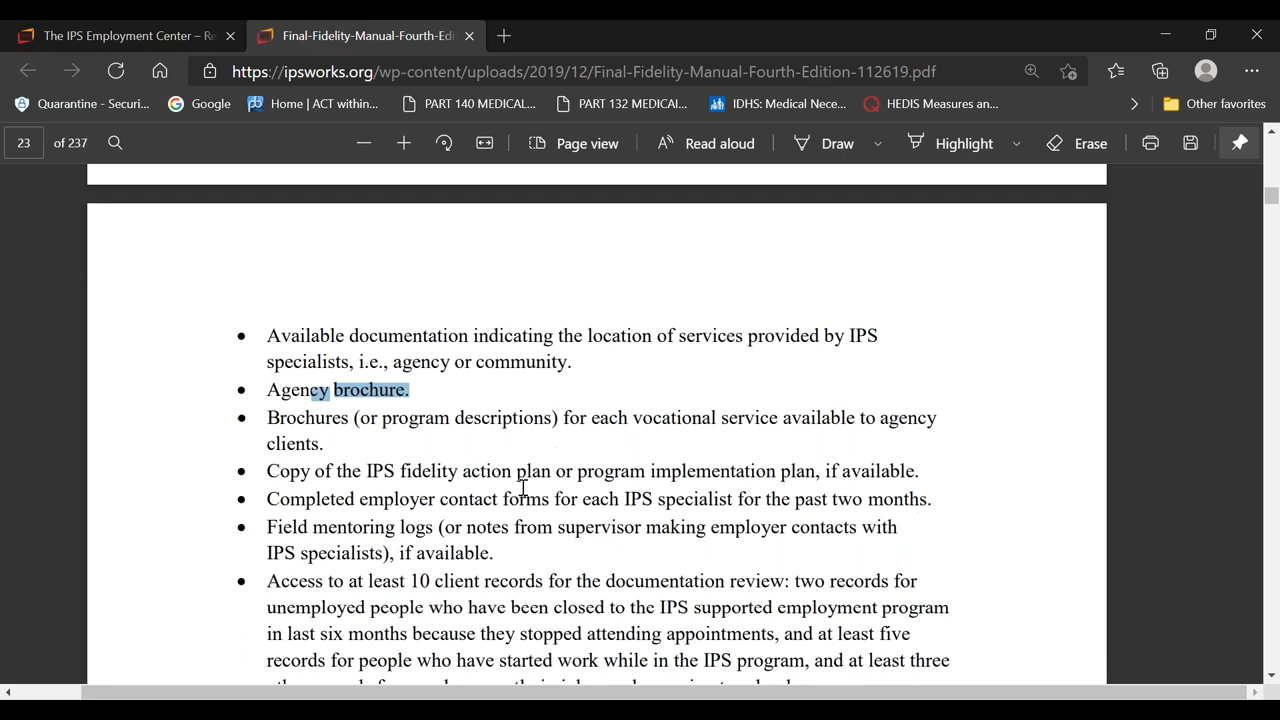 The IPS Employment Center – Re
Final-Fidelity-Manual-Fourth-Edi
https://ipsworks.org/wp-content/uploads/2019/12/Final-Fidelity-Manual-Fourth-Edition-112619.pdf
Quarantine - Securi... Google Home | ACT within... PART 140 MEDICAL... PART 132 MEDICAl... IDHS: Medical Nece... HEDIS Measures an... Other favorites
23 of 237 Page view Read aloud Draw Highlight Erase
• Available documentation indicating the location of services provided by IPS
specialists, i.e., agency or community.
• Agency brochure.
• Brochures (or program descriptions) for each vocational service available to agency
clients.
• Copy of the IPS fidelity action plan or program implementation plan, if available.
• Completed employer contact forms for each IPS specialist for the past two months.
• Field mentoring logs (or notes from supervisor making employer contacts with
IPS specialists), if available.
• Access to at least 10 client records for the documentation review: two records for
unemployed people who have been closed to the IPS supported employment program
in last six months because they stopped attending appointments, and at least five
records for people who have started work while in the IPS program, and at least three